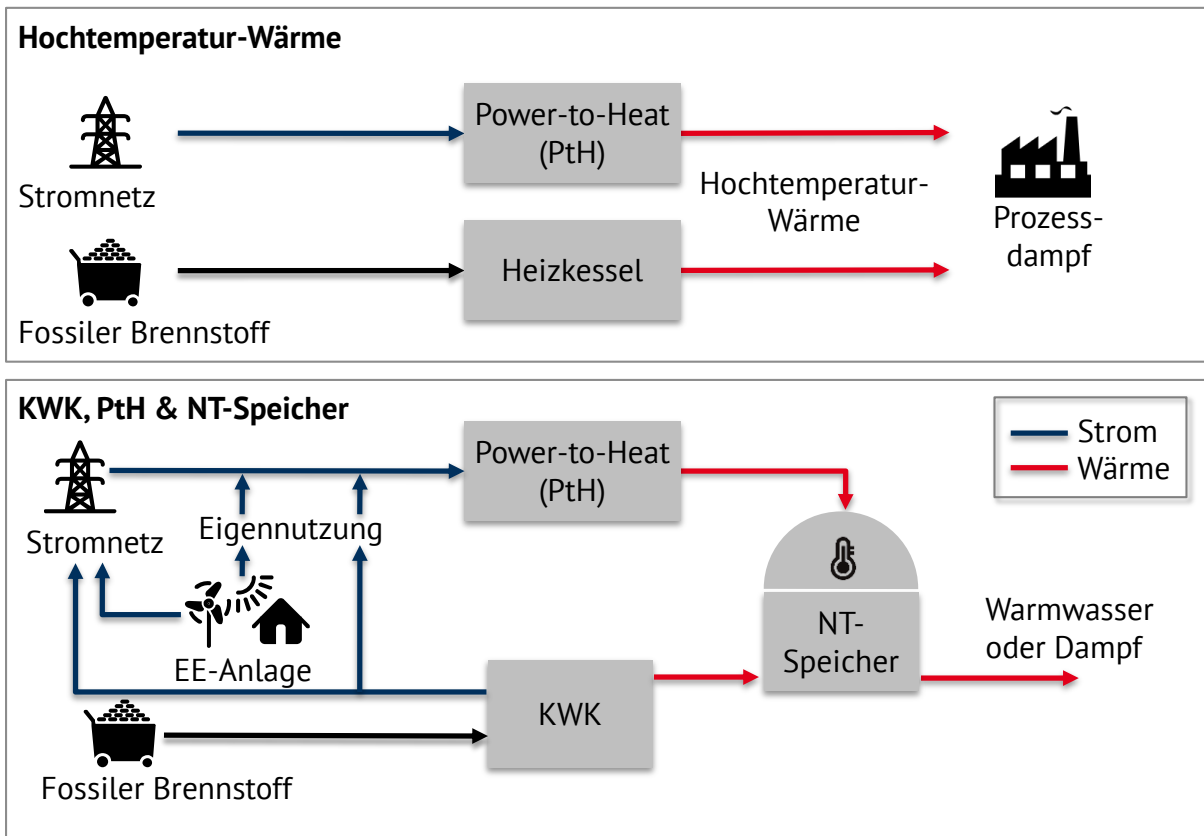 Hochtemperatur-Wärme
Power-to-Heat
(PtH)
Stromnetz
Hochtemperatur-
Wärme
Prozess-
dampf
Heizkessel
Fossiler Brennstoff
KWK, PtH & NT-Speicher
Strom
Wärme
Power-to-Heat
(PtH)
Stromnetz
Eigennutzung
EE-Anlage
NT-
Speicher
Warmwasser
oder Dampf
KWK
Fossiler Brennstoff